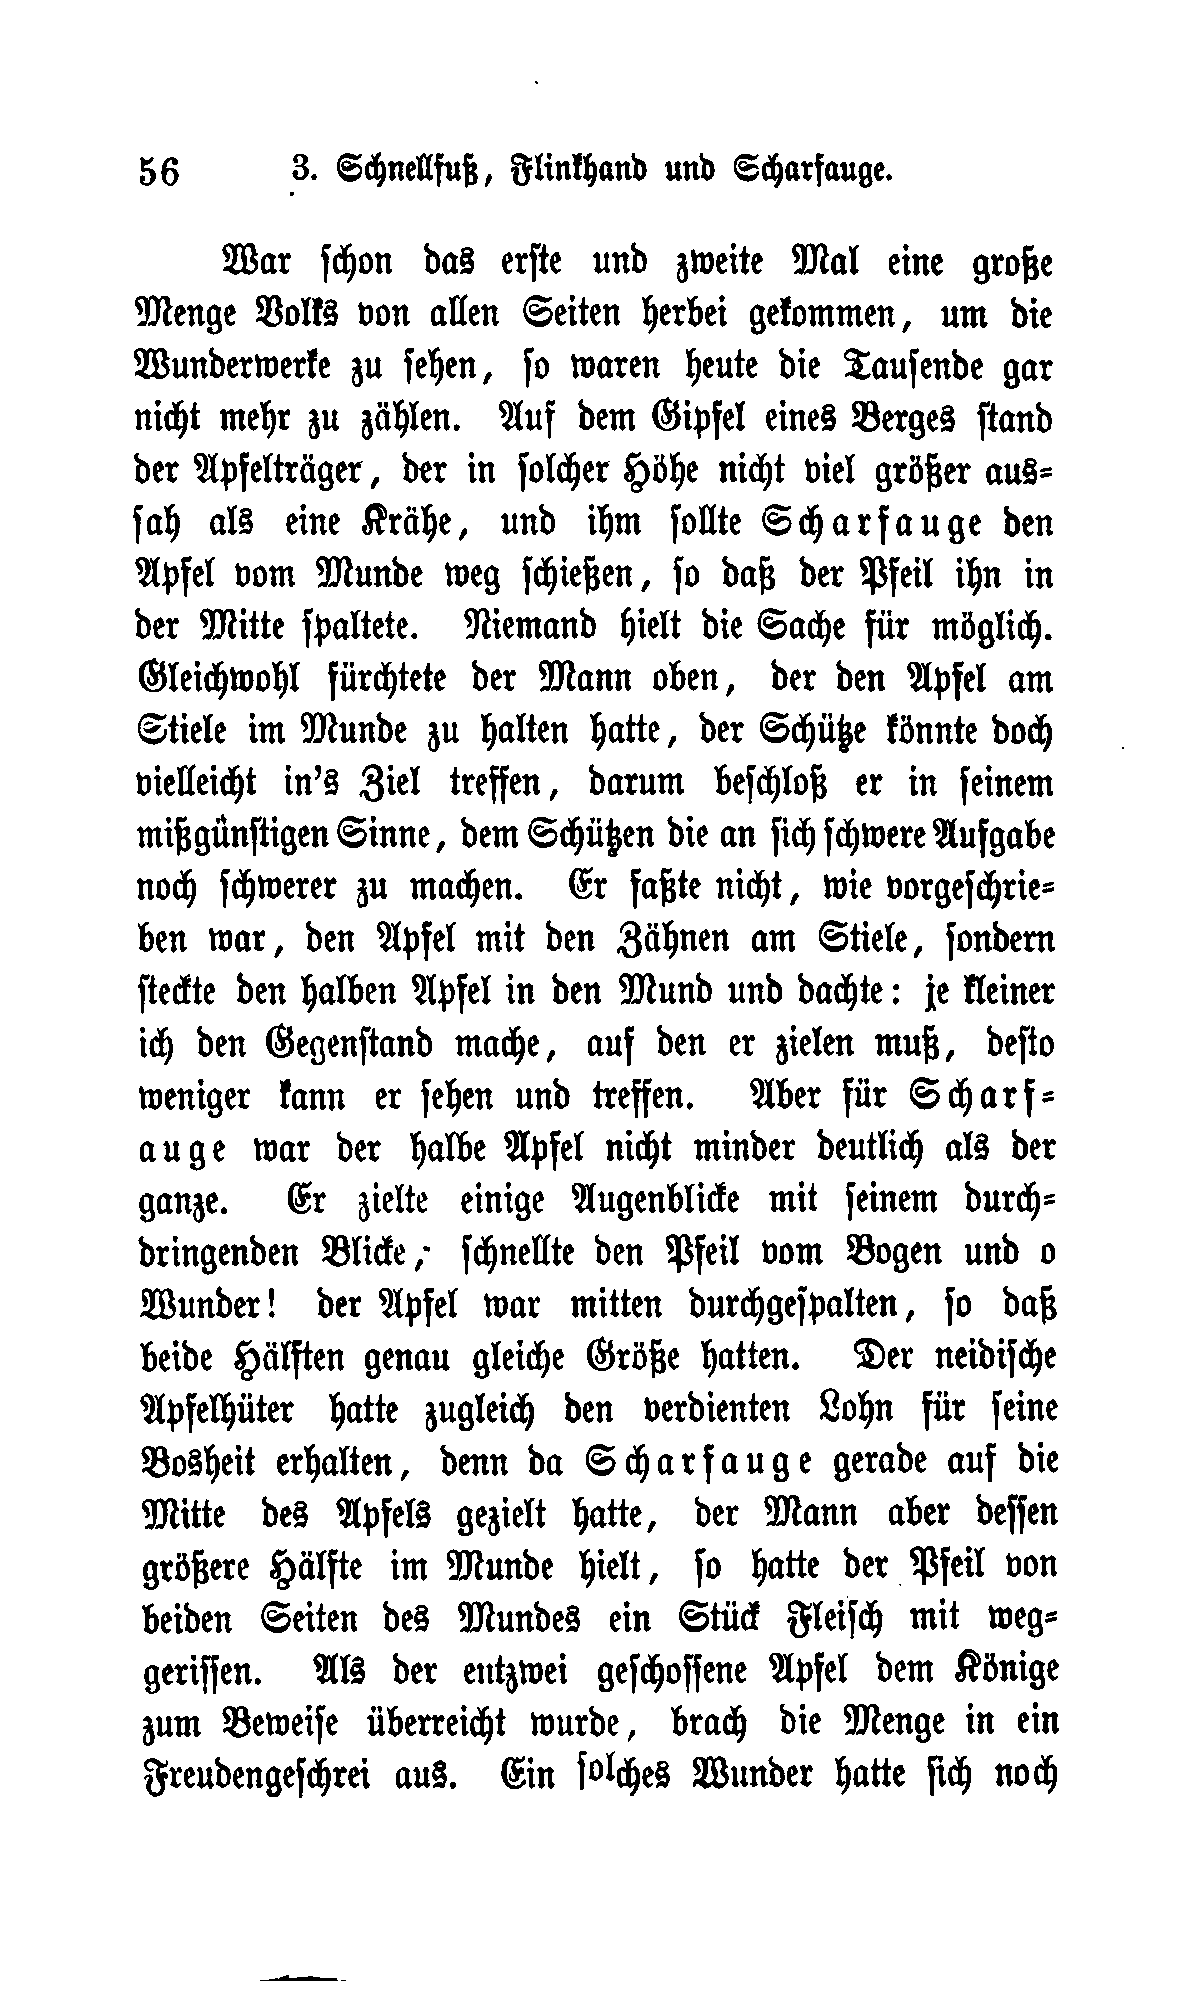 56 3. Schnellfuß, Flinkhand und Scharfauge.
War schon das erste und zweite Mal eine große
Menge Volks von allen Seiten herbei gekommen, um die
Wunderwerke zu sehen, so waren heute die Tausende gar
nicht mehr zu zählen. Auf dem Gipfel eines Berges stand
der Apfelträger, der in solcher Höhe nicht viel größer aus-
sah als eine Krähe, und ihm sollte Scharfauge den
Apfel vom Munde weg schießen, so daß der Pfeil ihn in
der Mitte spaltete. Niemand hielt die Sache für möglich.
Gleichwohl fürchtete der Mann oben, der den Apfel am
Stiele im Munde zu halten hatte, der Schütze könnte doch
vielleicht in's Ziel treffen, darum beschloß er in seinem
mißgünstigen Sinne, dem Schützen die an sich schwere Aufgabe
noch schwerer zu machen. Er faßte nicht, wie vorgeschrie-
ben war, den Apfel mit den Zähnen am Stiele, sondern
steckte den halben Apfel in den Mund und dachte: je kleiner
ich den Gegenstand mache, auf den er zielen muß, desto
weniger kann er sehen und treffen. Aber für Scharf-
auge war der halbe Apfel nicht minder deutlich als der
ganze. Er zielte einige Augenblicke mit seinem durch-
dringenden Blicke, schnellte den Pfeil vom Bogen und o
Wunder! der Apfel war mitten durchgespalten, so daß
beide Hälften genau gleiche Größe hatten. Der neidische
Apfelhüter hatte zugleich den verdienten Lohn für seine
Bosheit erhalten, denn da Scharfauge gerade auf die
Mitte des Apfels gezielt hatte, der Mann aber dessen
größere Hälfte im Munde hielt, so hatte der Pfeil von
beiden Seiten des Mundes ein Stück Fleisch mit weg-
gerissen. Als der entzwei geschossene Apfel dem Könige
zum Beweise überreicht wurde, brach die Menge in ein
Freudengeschrei aus. Ein solches Wunder hatte sich noch